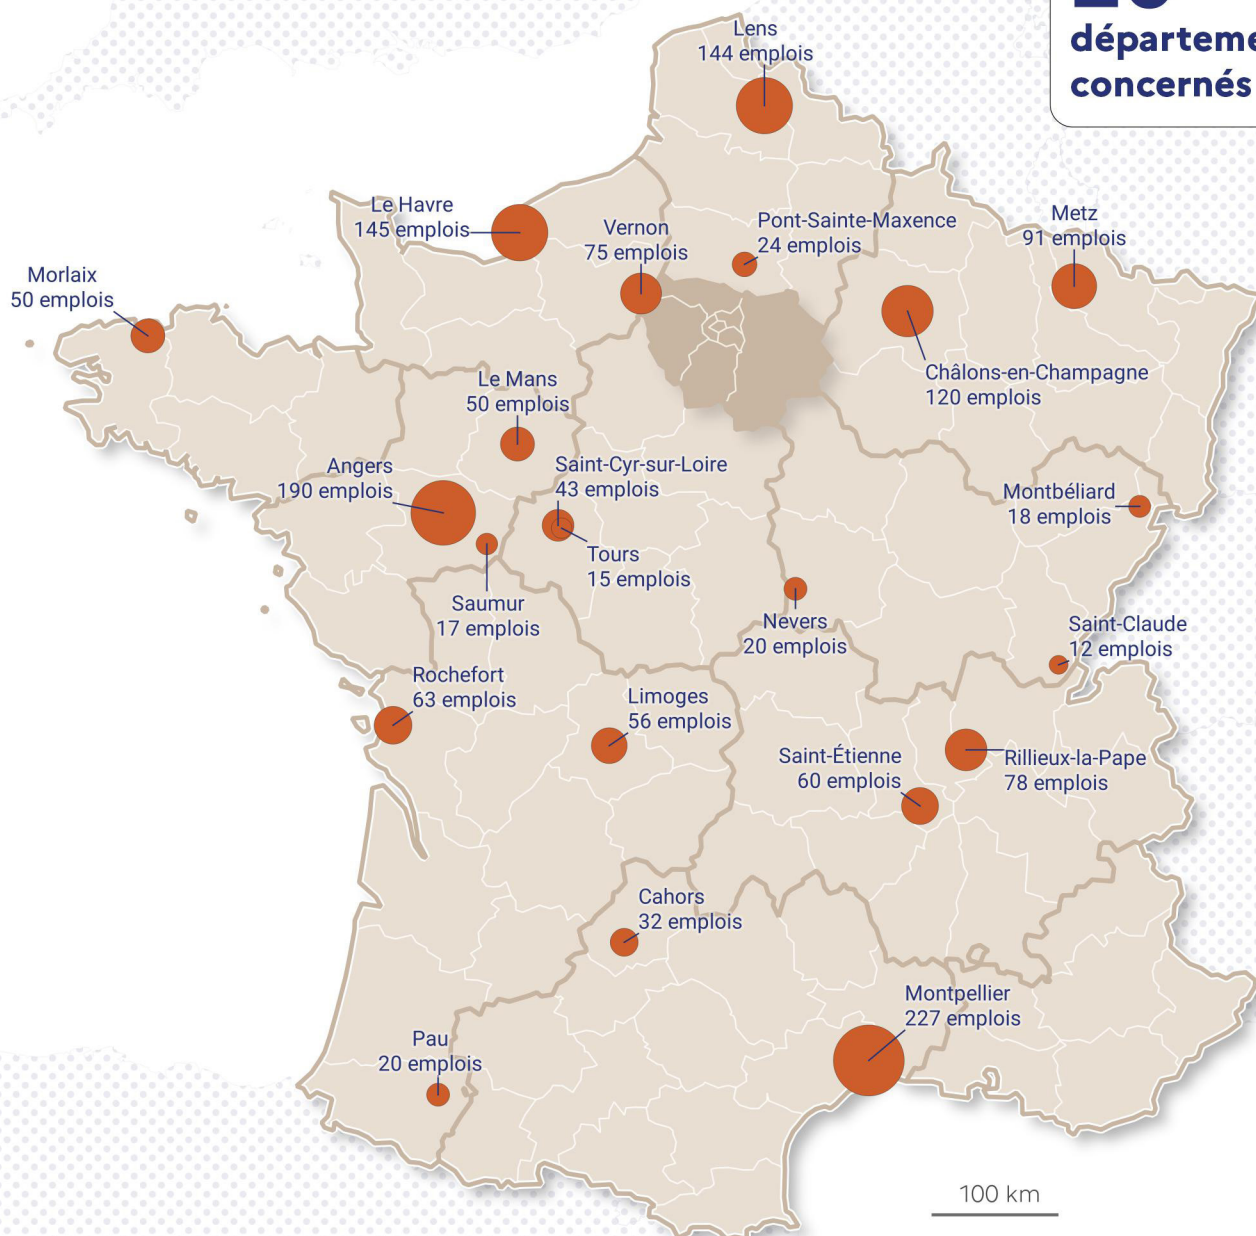 départeme
concernés
Lens
144 emplois
Le Havre
145 emplois
Vernon
75 emplois
Pont-Sainte-Maxence
24 emplois
Metz
91 emplois
Morlaix
50 emplois
Châlons-en-Champagne
120 emplois
Le Mans
50 emplois
Angers
190 emplois
Saint-Cyr-sur-Loire
43 emplois
Montbéliard
18 emplois
Tours
15 emplois
Saumur
17 emplois
Nevers
20 emplois
Saint-Claude
12 emplois
Rochefort
63 emplois
Limoges
56 emplois
Saint-Étienne
60 emplois
Rillieux-la-Pape
78 emplois
Cahors
32 emplois
Montpellier
227 emplois
Pau
20 emplois
100 km